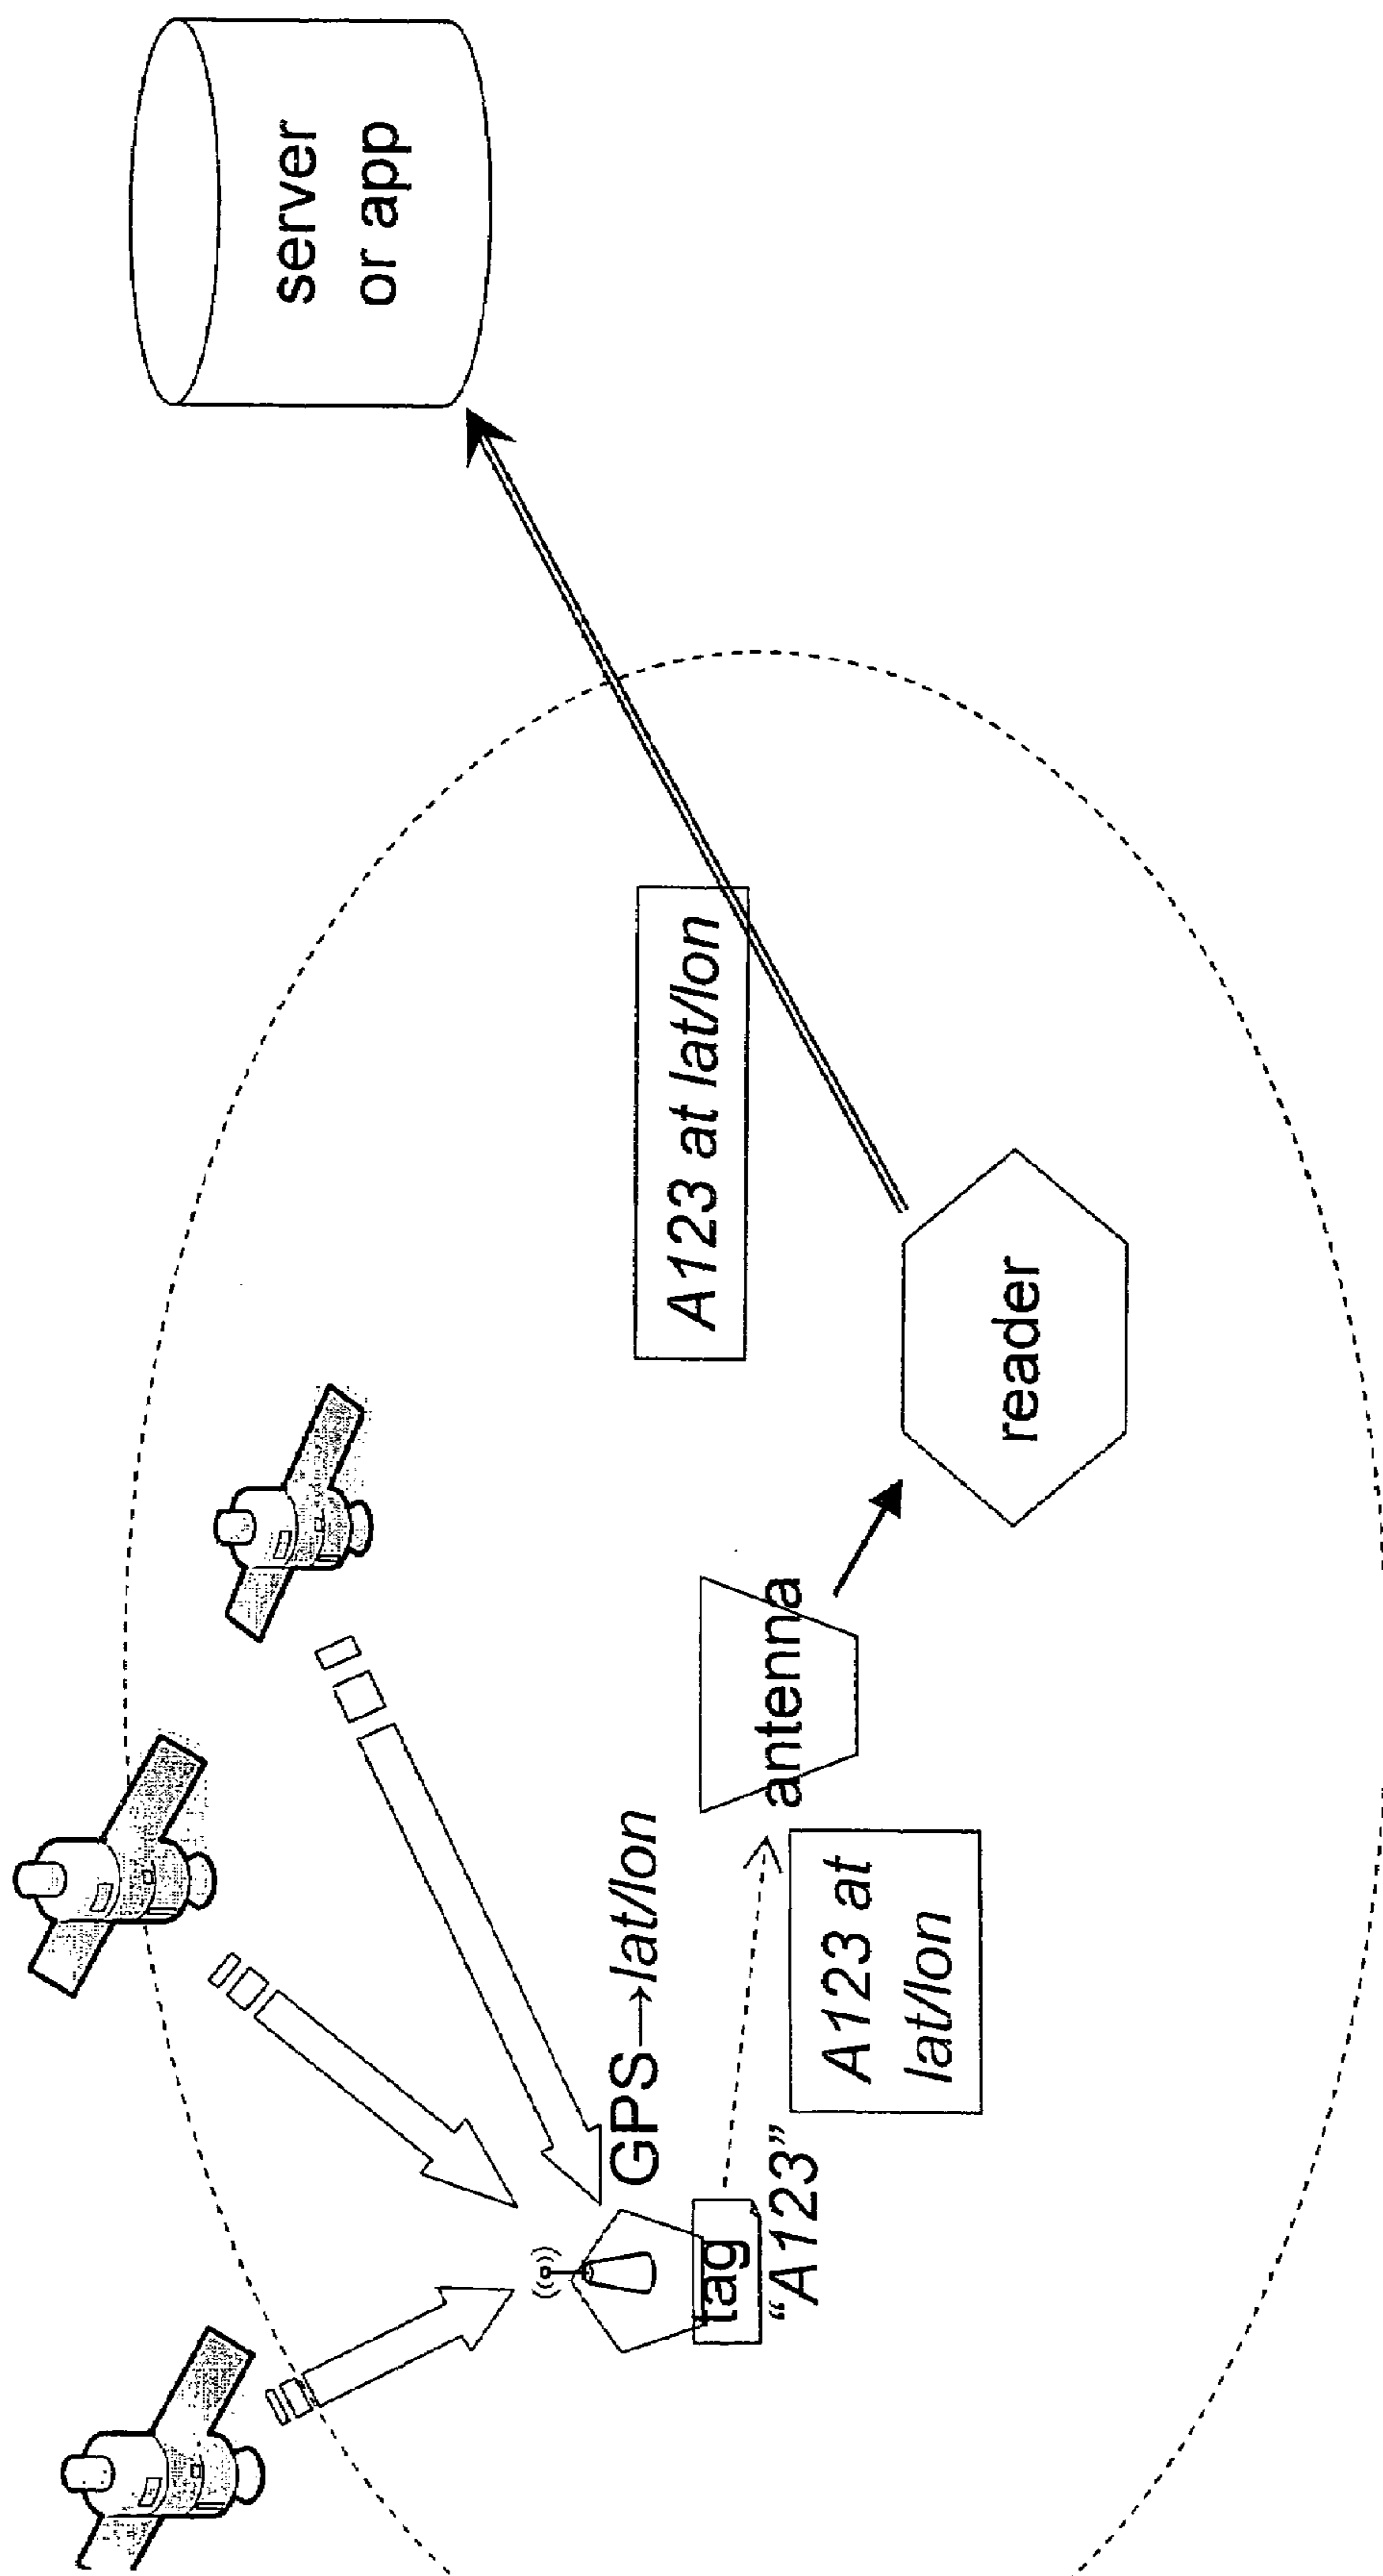 server
or app
A123 at lat/lon
GPS→lat/lon
antenna
reader
tag
“A123”
A123 at
lat/lon